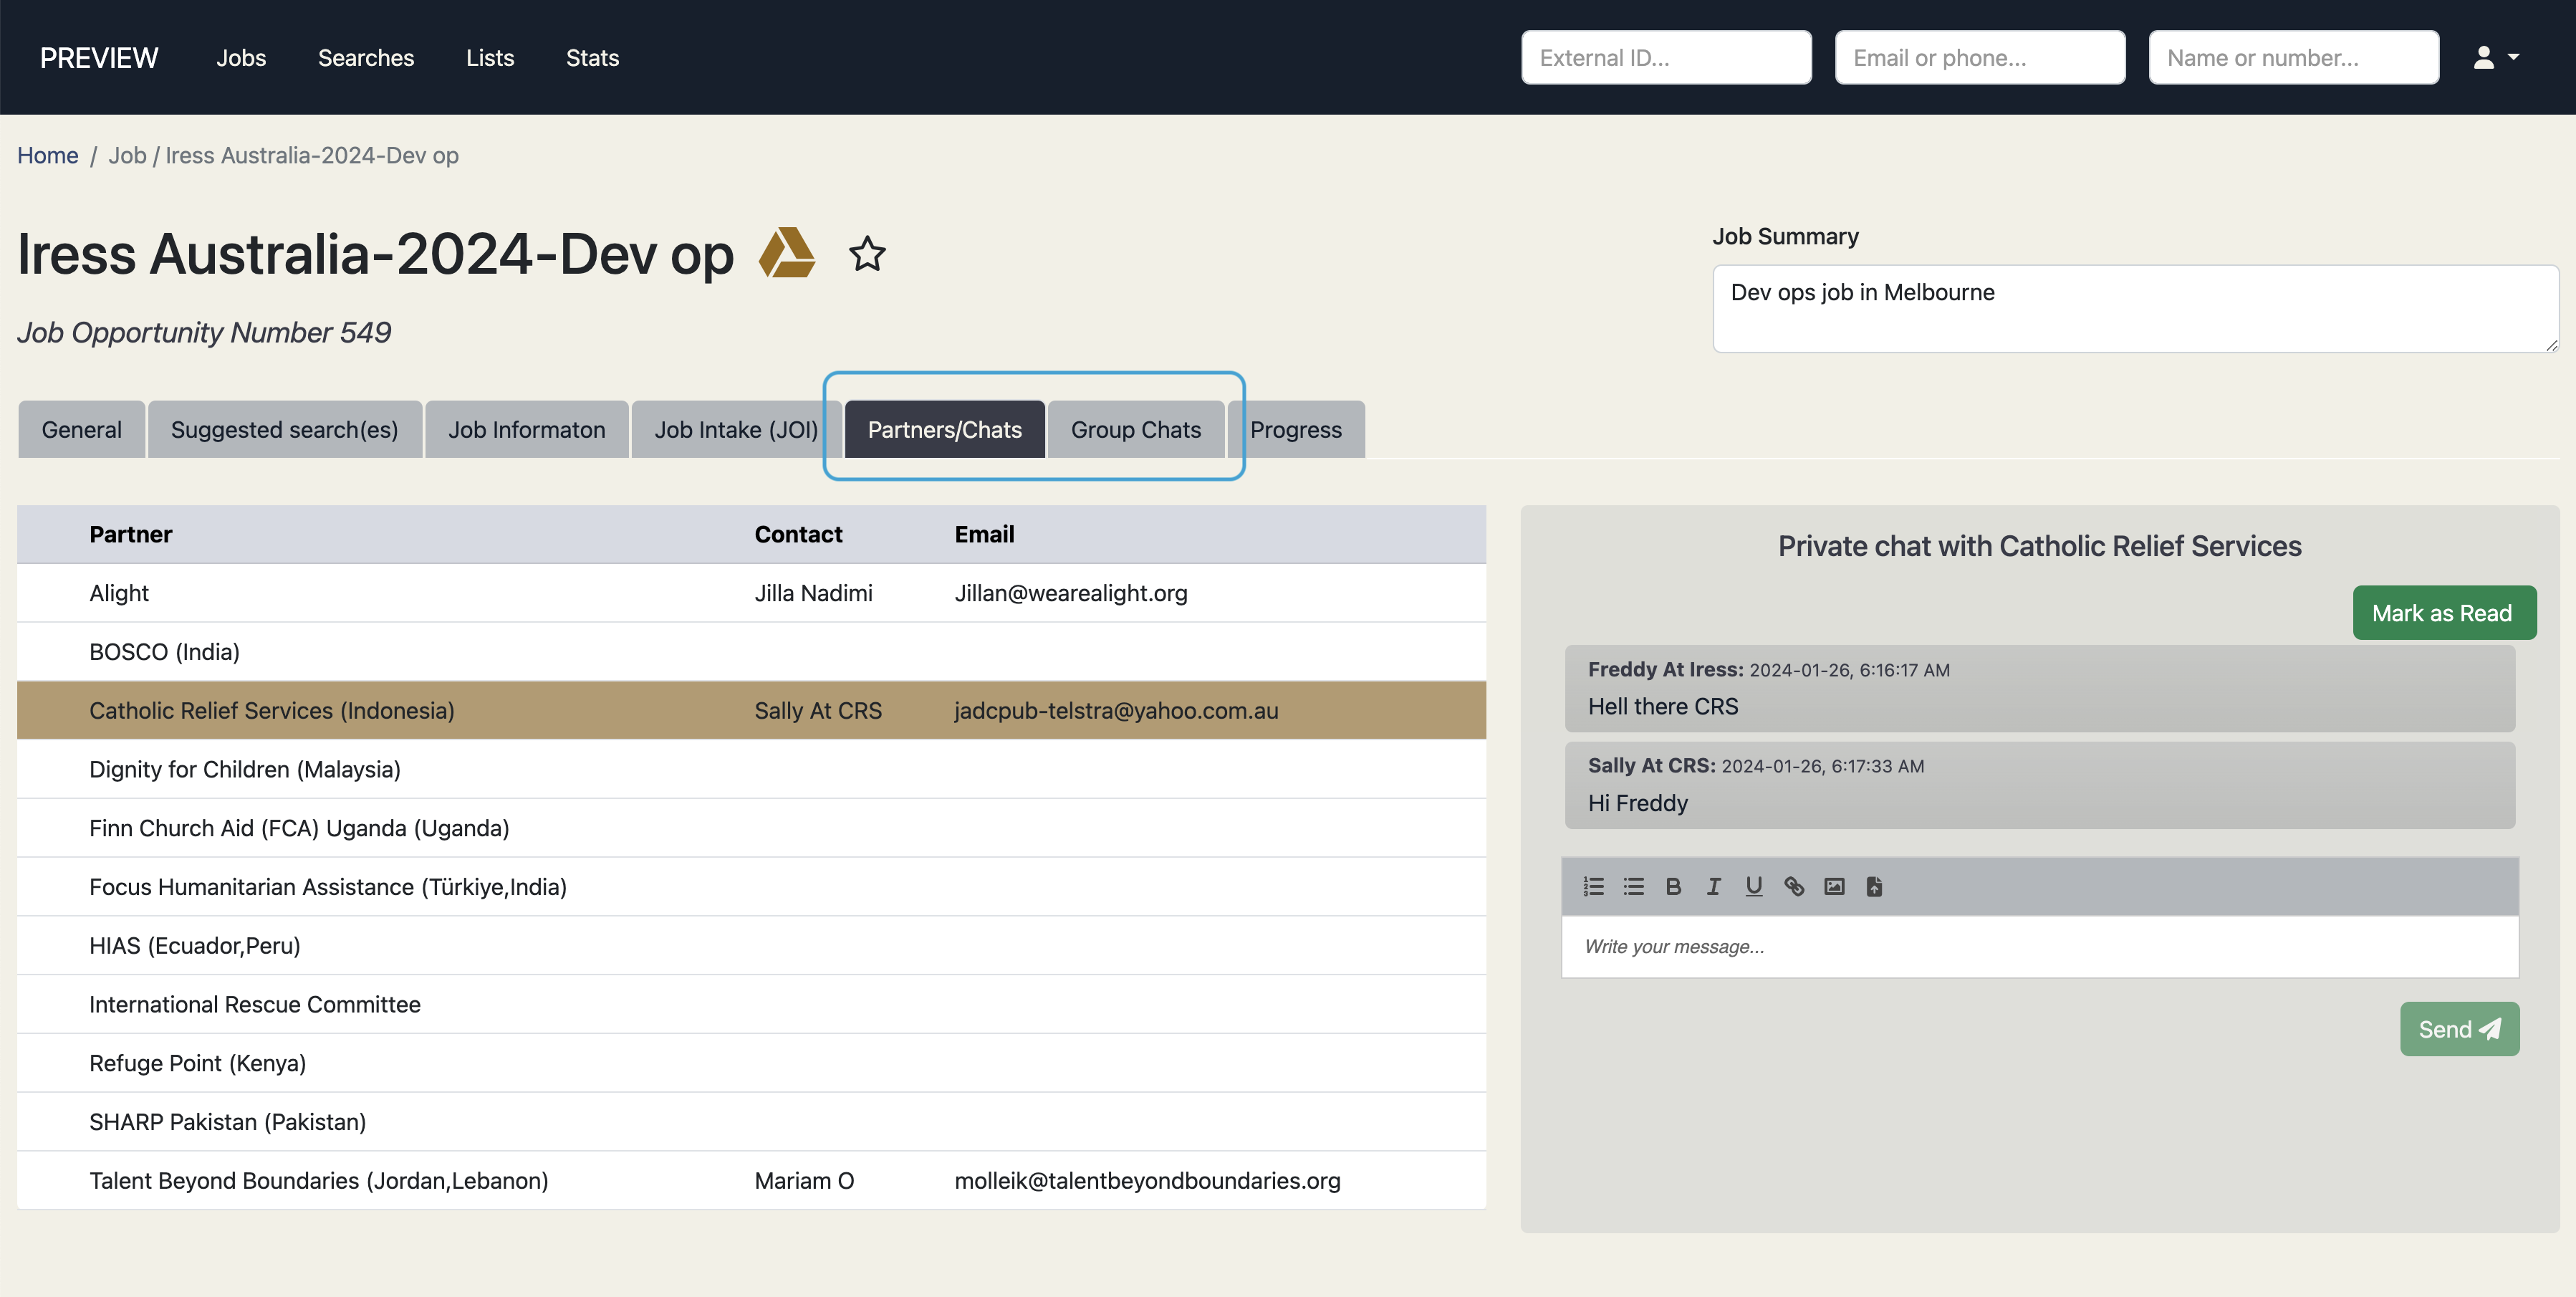 PREVIEW Jobs Searches Lists Stats External ID... Email or phone... Name or number...
Home / Job / Iress Australia-2024-Dev op
Iress Australia-2024-Dev op
Job Opportunity Number 549
Job Summary
Dev ops job in Melbourne
General Suggested search(es) Job Informaton Job Intake (JOI) Partners/Chats Group Chats Progress
Partner Contact Email
Alight Jilla Nadimi Jillan@wearealight.org
BOSCO (India)
Catholic Relief Services (Indonesia) Sally At CRS jadcpub-telstra@yahoo.com.au
Dignity for Children (Malaysia)
Finn Church Aid (FCA) Uganda (Uganda)
Focus Humanitarian Assistance (Türkiye,India)
HIAS (Ecuador,Peru)
International Rescue Committee
Refuge Point (Kenya)
SHARP Pakistan (Pakistan)
Talent Beyond Boundaries (Jordan,Lebanon) Mariam O molleik@talentbeyondboundaries.org
Private chat with Catholic Relief Services
Mark as Read
Freddy At Iress: 2024-01-26, 6:16:17 AM
Hell there CRS
Sally At CRS: 2024-01-26, 6:17:33 AM
Hi Freddy
Write your message...
Send